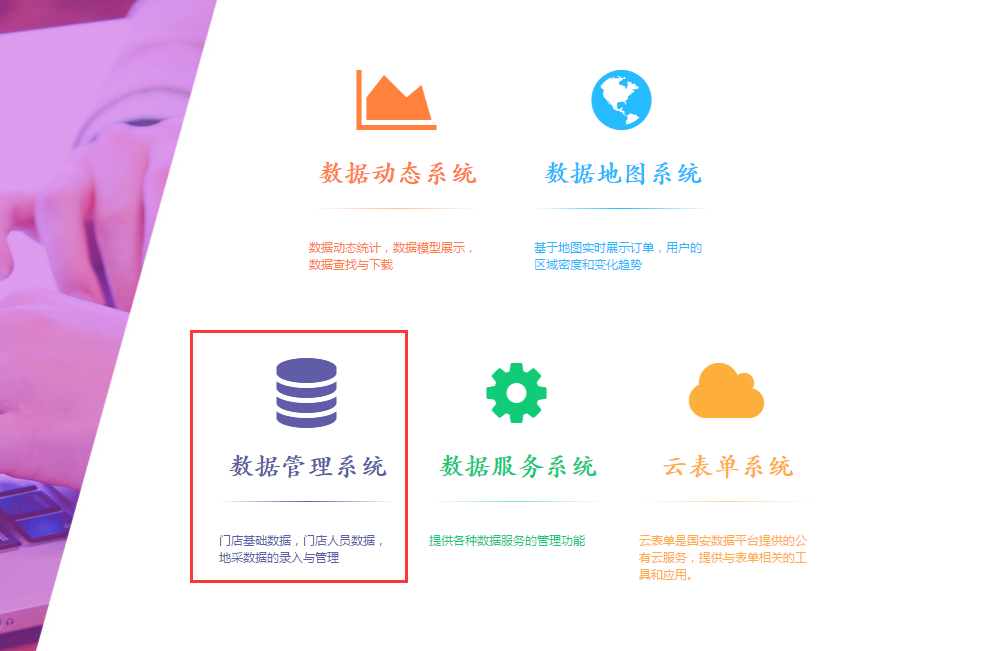 数据动态系统
数据地图系统
数据动态统计，数据模型展示，
数据查找与下载
基于地图实时展示订单，用户的
区域密度和变化趋势
数据管理系统
数据服务系统
云表单系统
门店基础数据，门店人员数据，
地采数据的录入与管理
提供各种数据服务的管理功能
云表单是国安数据平台提供的公
有云服务，提供与表单相关的工
具和应用。